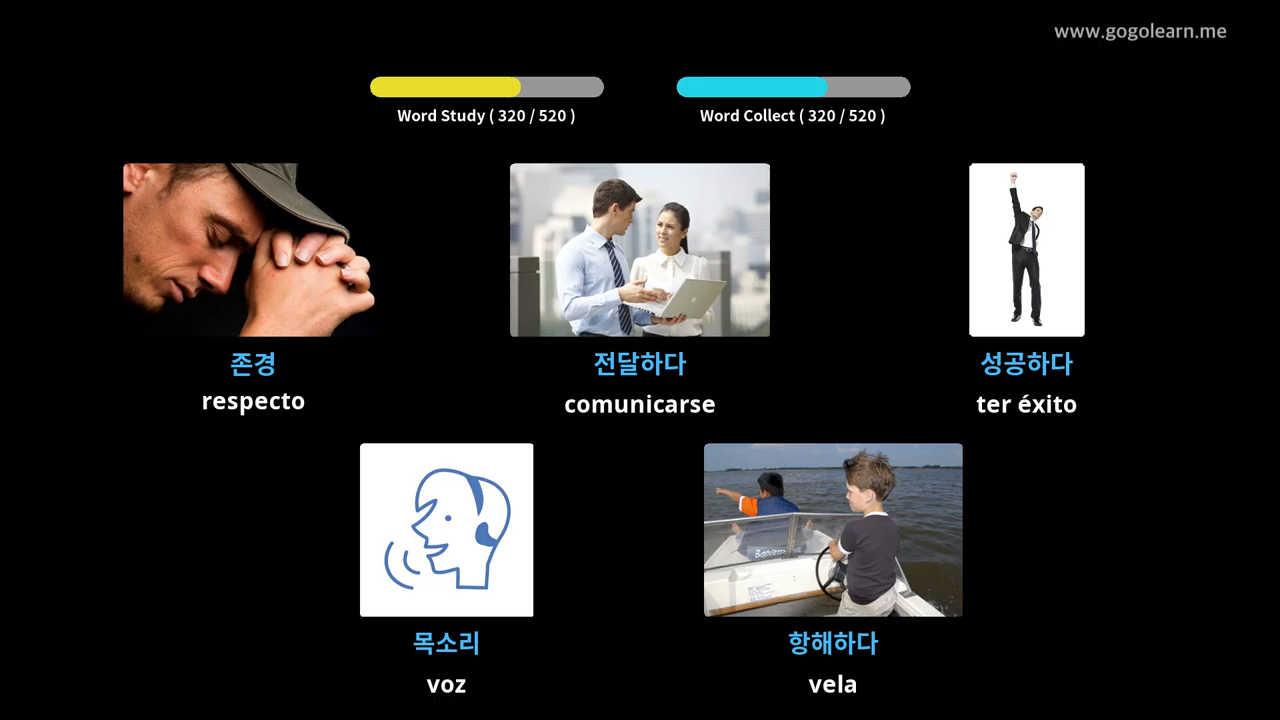 www.gogolearn.me
Word Study ( 320 / 520 )
Word Collect ( 320 / 520 )
존경
respecto
전달하다
comunicarse
성공하다
ter éxito
목소리
voz
항해하다
vela